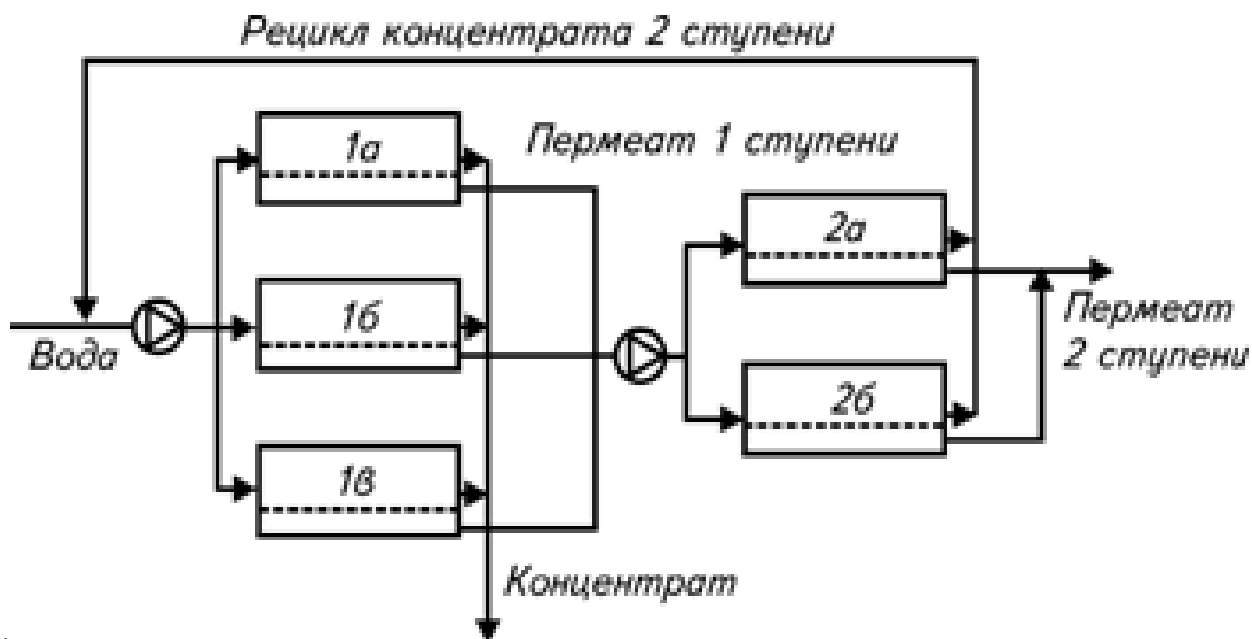 Рецикл концентрата 2 ступени
1а
Пермеат 1 ступени
2а
1б
Вода
Пермеат
2 ступени
2б
1в
Концентрат